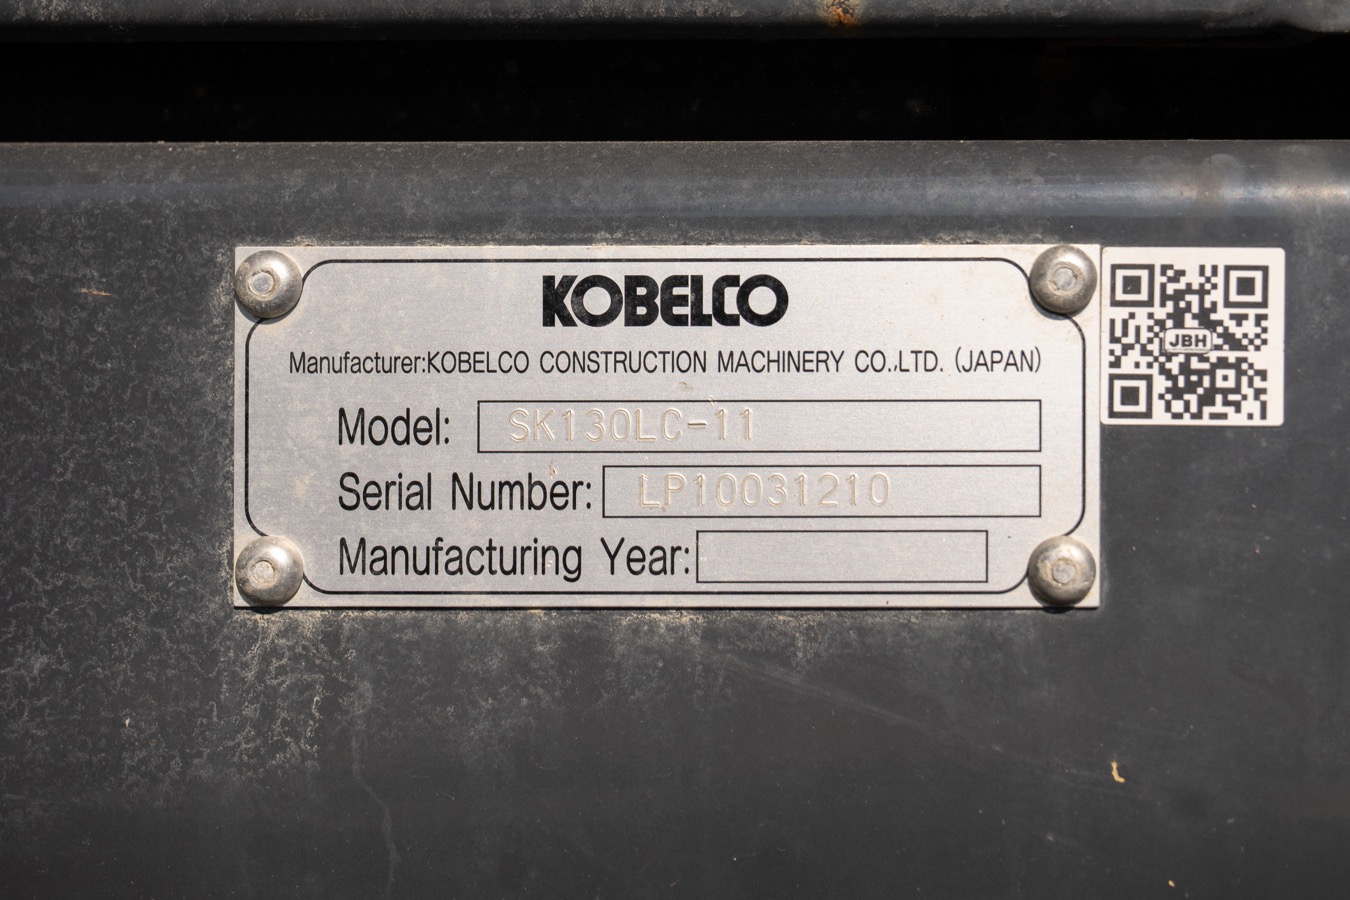 KOBELCO
Manufacturer:KOBELCO CONSTRUCTION MACHINERY CO.,LTD. (JAPAN)
Model: SK130LC-11
Serial Number: LP10031210
Manufacturing Year:
JBH